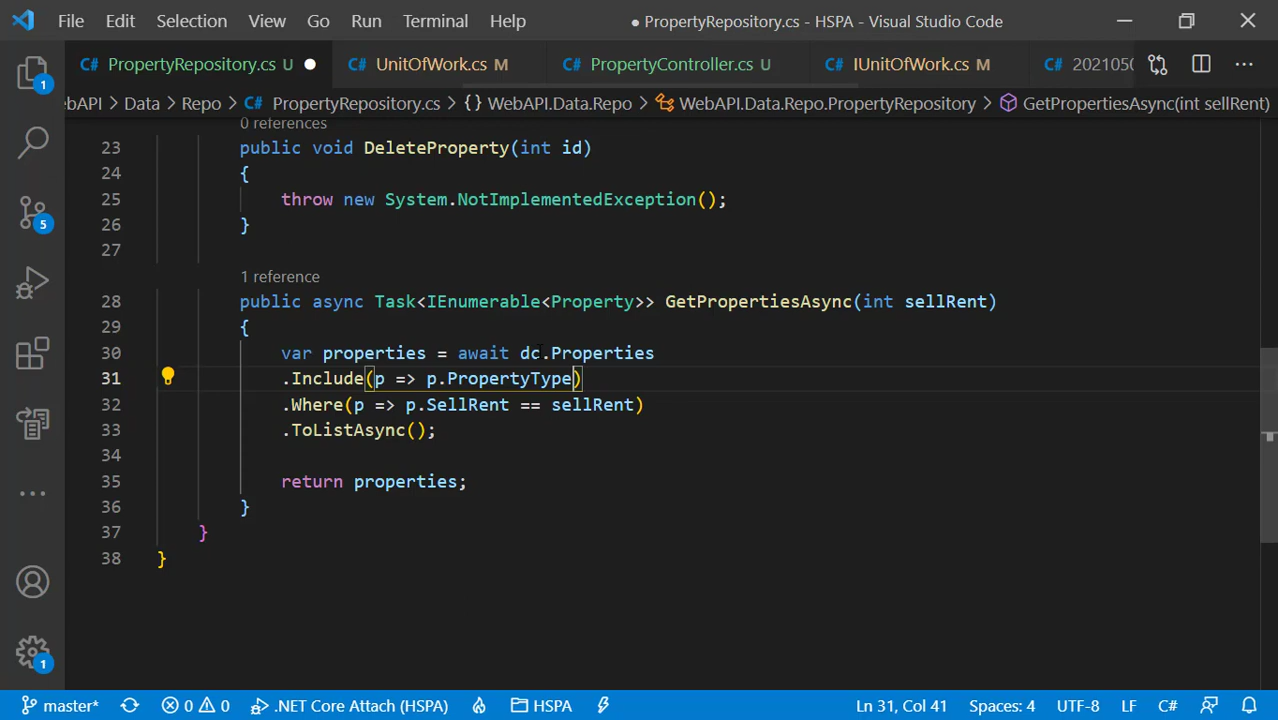 File Edit Selection View Go Run Terminal Help
● PropertyRepository.cs - HSPA - Visual Studio Code
C# PropertyRepository.cs U ● C# UnitOfWork.cs M C# PropertyController.cs U C# IUnitOfWork.cs M C# 2021050
ebAPI > Data > Repo > C# PropertyRepository.cs > {} WebAPI.Data.Repo > WebAPI.Data.Repo.PropertyRepository > GetPropertiesAsync(int sellRent)
0 references
23 public void DeleteProperty(int id)
24 {
25 throw new System.NotImplementedException();
26 }
27
1 reference
28 public async Task<IEnumerable<Property>> GetPropertiesAsync(int sellRent)
29 {
30 var properties = await dc.Properties
31 .Include(p => p.PropertyType)
32 .Where(p => p.SellRent == sellRent)
33 .ToListAsync();
34
35 return properties;
36 }
37 }
38 }
1
5
1
master* 0 0 .NET Core Attach (HSPA) HSPA Ln 31, Col 41 Spaces: 4 UTF-8 LF C#